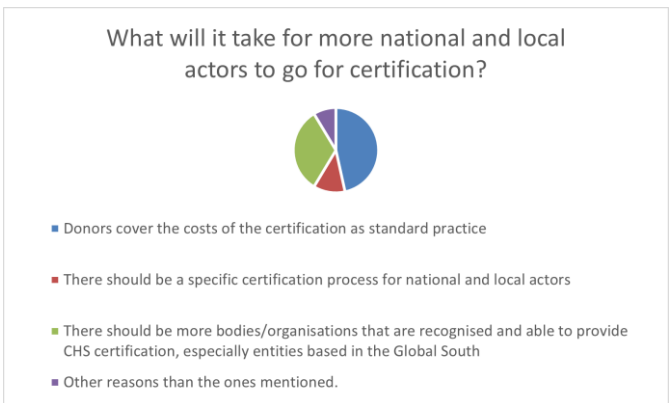 What will it take for more national and local
actors to go for certification?
Donors cover the costs of the certification as standard practice
There should be a specific certification process for national and local actors
There should be more bodies/organisations that are recognised and able to provide
CHS certification, especially entities based in the Global South
Other reasons than the ones mentioned.